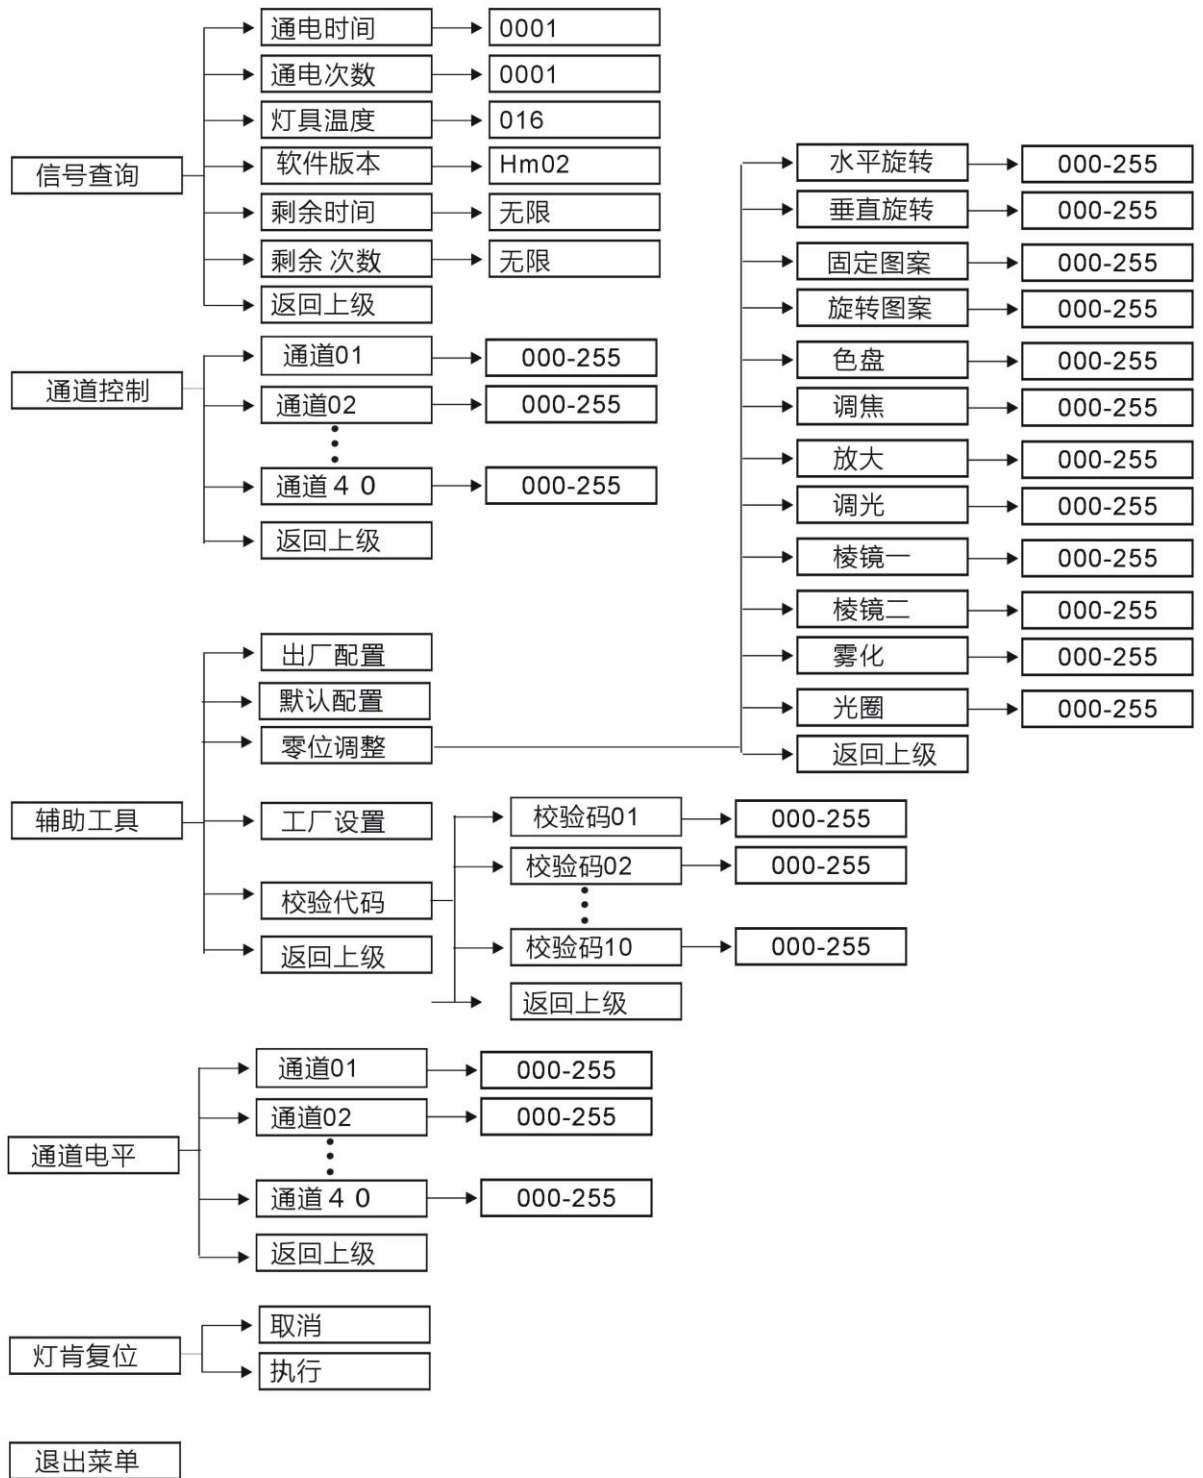 信号查询
通电时间 0001
通电次数 0001
灯具温度 016
软件版本 Hm02
剩余时间 无限
剩余 次数 无限
返回上级
通道控制
通道01 000-255
通道02 000-255
通道４０ 000-255
返回上级
辅助工具
出厂配置
默认配置
零位调整
水平旋转 000-255
垂直旋转 000-255
固定图案 000-255
旋转图案 000-255
色盘 000-255
调焦 000-255
放大 000-255
调光 000-255
棱镜一 000-255
棱镜二 000-255
雾化 000-255
光圈 000-255
返回上级
工厂设置
校验代码
校验码01 000-255
校验码02 000-255
校验码10 000-255
返回上级
返回上级
通道电平
通道01 000-255
通道02 000-255
通道４０ 000-255
返回上级
灯肯复位
取消
执行
退出菜单